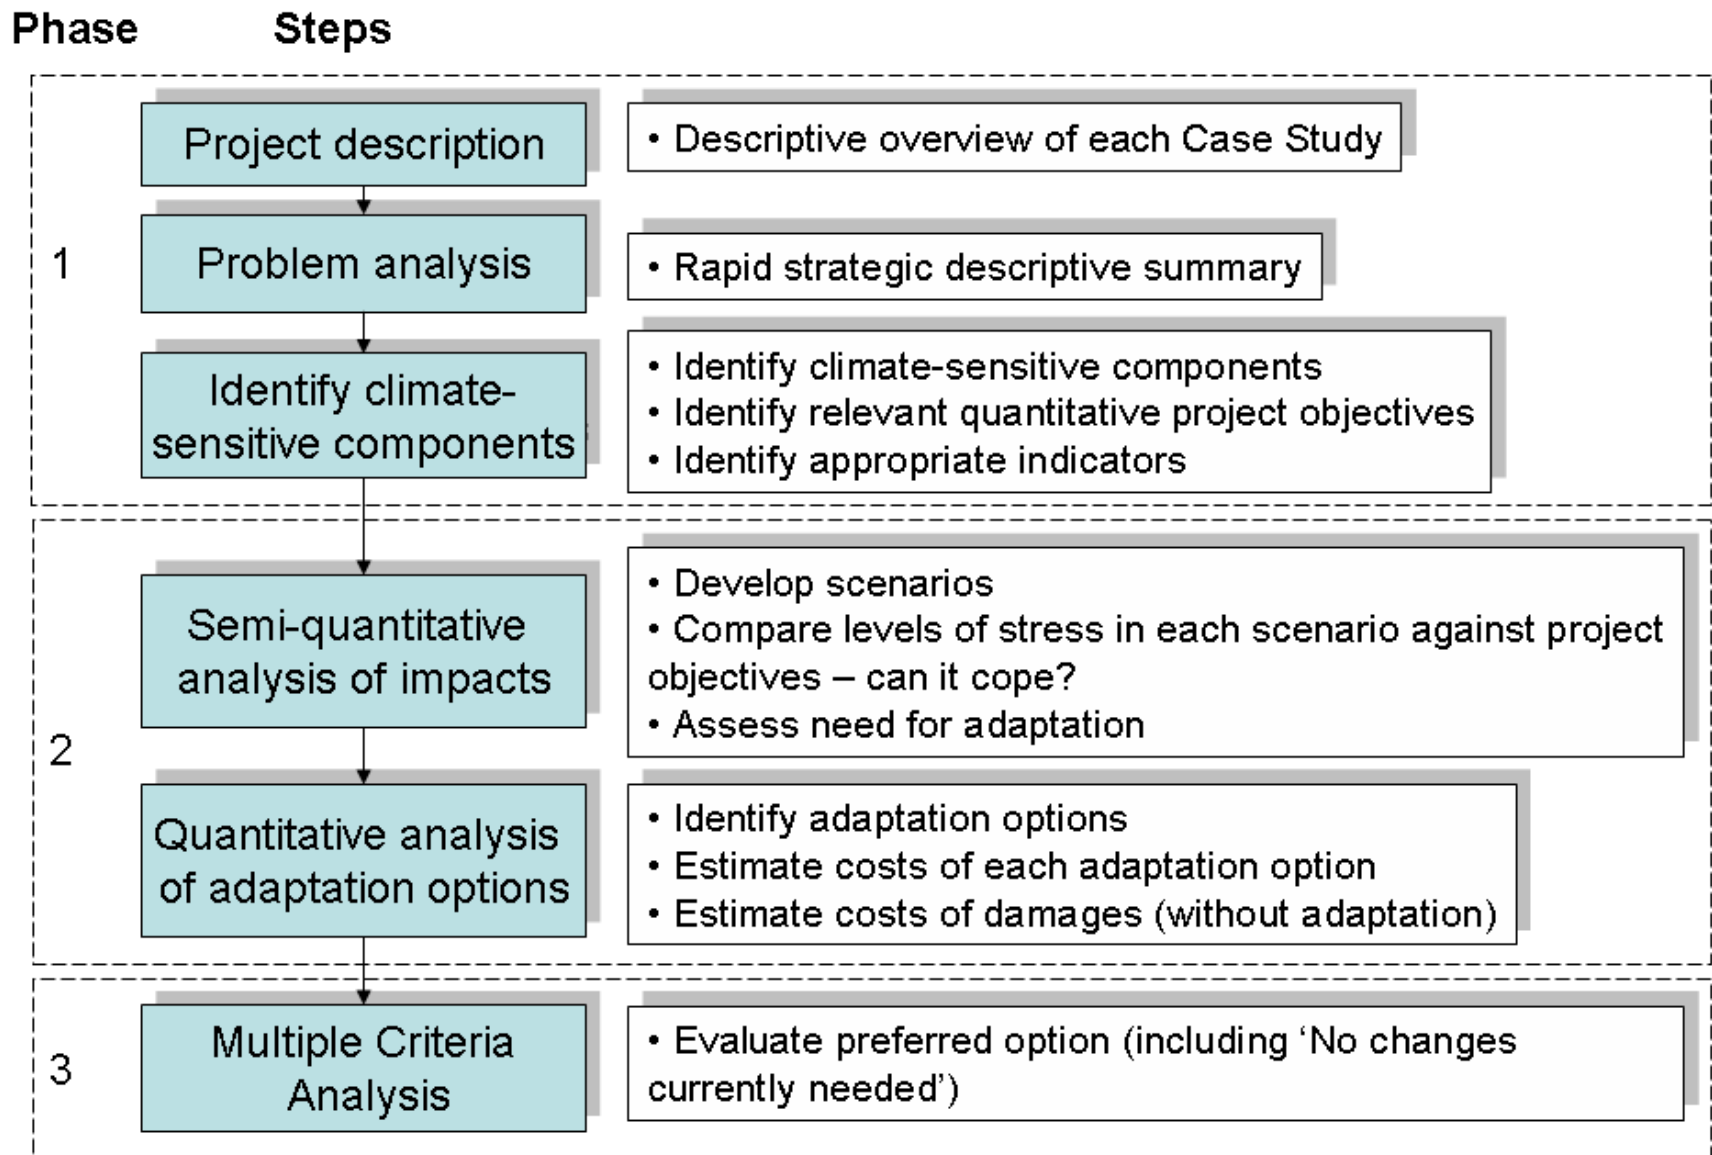 Phase Steps
Project description
• Descriptive overview of each Case Study
1
Problem analysis
• Rapid strategic descriptive summary
Identify climate-
sensitive components
• Identify climate-sensitive components
• Identify relevant quantitative project objectives
• Identify appropriate indicators
2
Semi-quantitative
analysis of impacts
• Develop scenarios
• Compare levels of stress in each scenario against project
objectives – can it cope?
• Assess need for adaptation
Quantitative analysis
of adaptation options
• Identify adaptation options
• Estimate costs of each adaptation option
• Estimate costs of damages (without adaptation)
3
Multiple Criteria
Analysis
• Evaluate preferred option (including ‘No changes
currently needed’)